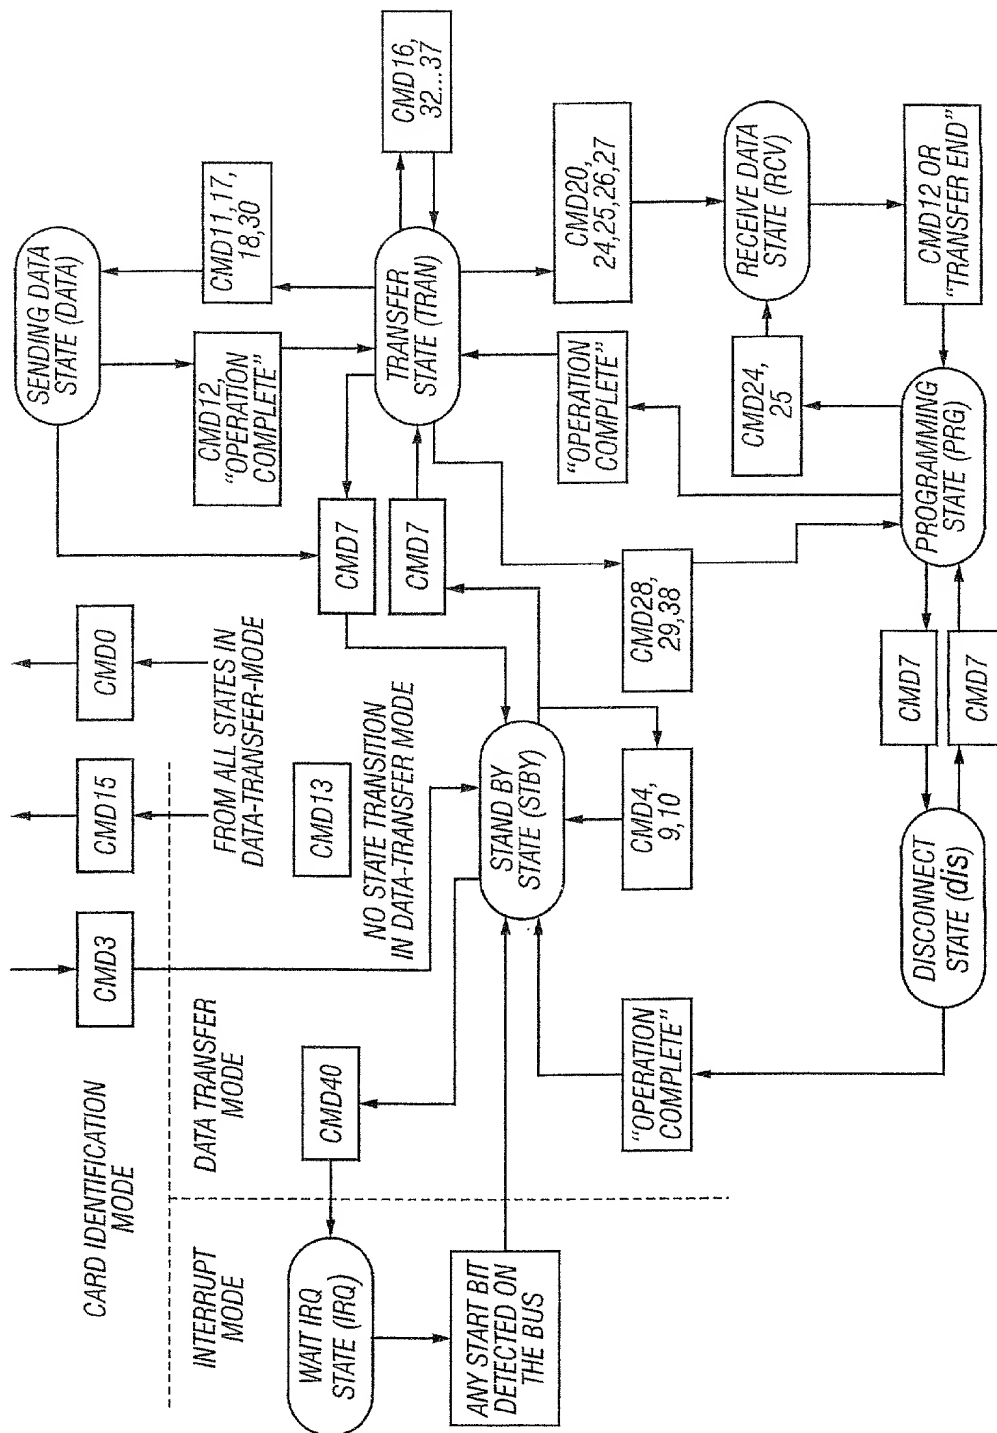 CARD IDENTIFICATION
MODE
CMD3
CMD15
CMD0
FROM ALL STATES IN
DATA-TRANSFER-MODE
INTERRUPT
MODE
DATA TRANSFER
MODE
CMD13
NO STATE TRANSITION
IN DATA-TRANSFER MODE
SENDING DATA
STATE (DATA)
CMD12,
"OPERATION
COMPLETE"
CMD11,17,
18,30
WAIT IRQ
STATE (IRQ)
CMD40
CMD7
CMD7
TRANSFER
STATE (TRAN)
CMD16,
32...37
ANY START BIT
DETECTED ON
THE BUS
STAND BY
STATE (STBY)
"OPERATION
COMPLETE"
CMD4,
9,10
CMD28,
29,38
"OPERATION
COMPLETE"
CMD20,
24,25,26,27
CMD24,
25
RECEIVE DATA
STATE (RCV)
DISCONNECT
STATE (dis)
CMD7
CMD7
PROGRAMMING
STATE (PRG)
CMD12 OR
"TRANSFER END"